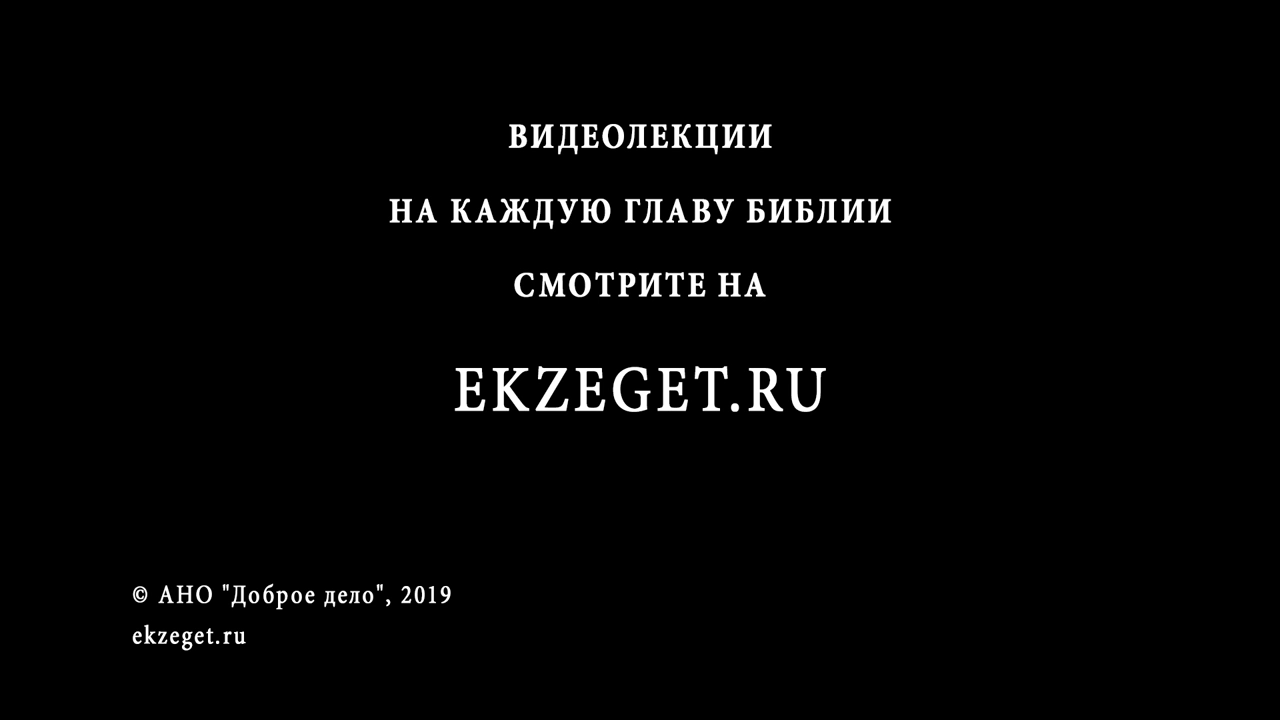 ВИДЕОЛЕКЦИИ
НА КАЖДУЮ ГЛАВУ БИБЛИИ
СМОТРИТЕ НА
EKZEGET.RU
© АНО "Доброе дело", 2019
ekzeget.ru